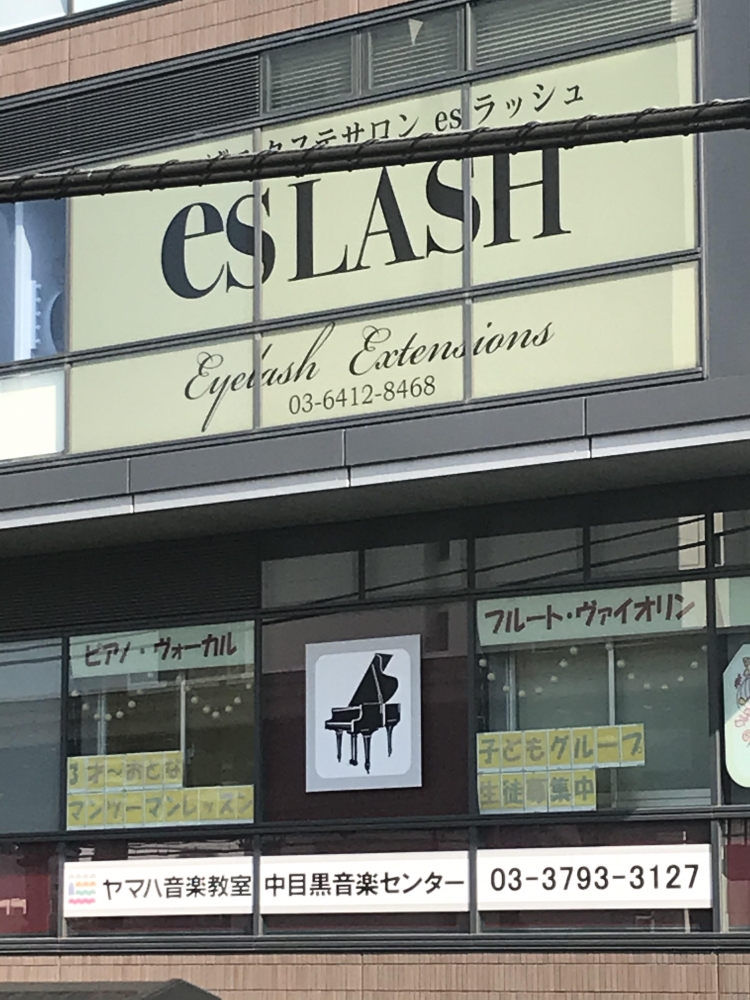 サロン esラッシュ
esLASH
Eyelash Extensions
03-6412-8468
ピアノ・ヴォーカル
フルート・ヴァイオリン
3才〜おとな
マンツーマンレッスン
子どもグループ
生徒募集中
ヤマハ音楽教室 中目黒音楽センター 03-3793-3127